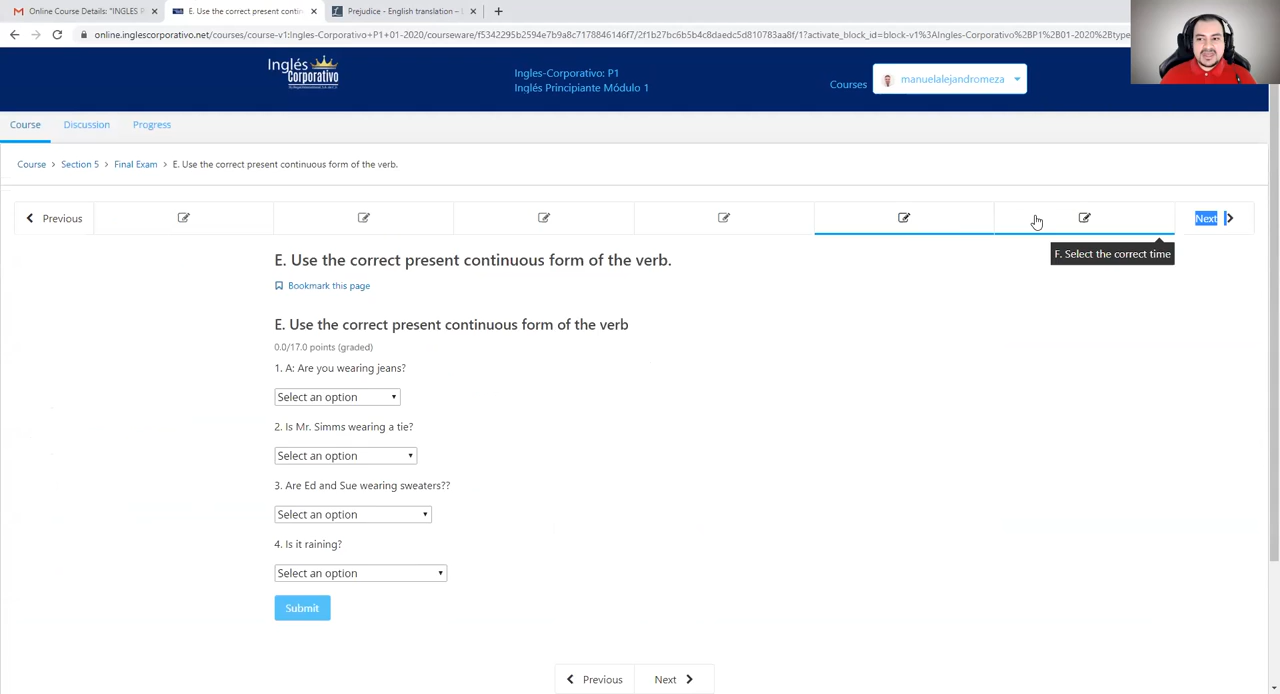 Online Course Details: "INGLES P
E. Use the correct present contin
Prejudice - English translation –
online.inglescorporativo.net/courses/course-v1:Ingles-Corporativo+P1+01-2020/courseware/f5342295b3294e7b9a8c7178846146f7/2f1b27bc6b5b4c8daedc5d810783aa8f/1?activate_block_id=block-v1%3AIngles-Corporativo%2BP1%2B01-2020%2Btype
Inglés
Corporativo
Ingles-Corporativo: P1
Inglés Principiante Módulo 1
Courses
manuelalejandromeza
Course
Discussion
Progress
Course > Section 5 > Final Exam > E. Use the correct present continuous form of the verb.
Previous
Next
F. Select the correct time
E. Use the correct present continuous form of the verb.
Bookmark this page
E. Use the correct present continuous form of the verb
0.0/17.0 points (graded)
1. A: Are you wearing jeans?
Select an option
2. Is Mr. Simms wearing a tie?
Select an option
3. Are Ed and Sue wearing sweaters??
Select an option
4. Is it raining?
Select an option
Submit
Previous
Next